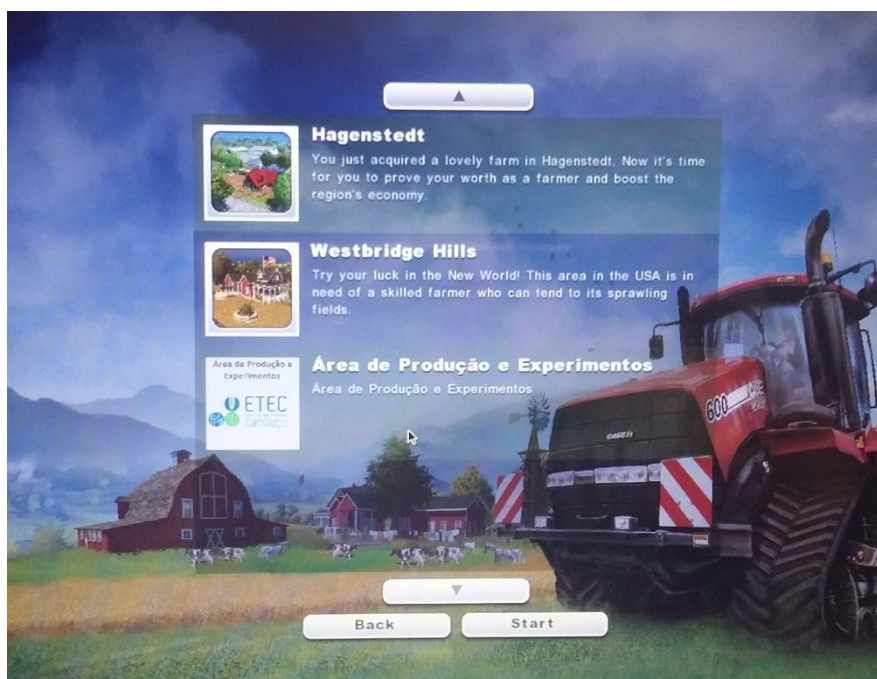 ▲
Hagenstedt
You just acquired a lovely farm in Hagenstedt. Now it's time
for you to prove your worth as a farmer and boost the
region's economy.
Westbridge Hills
Try your luck in the New World! This area in the USA is in
need of a skilled farmer who can tend to its sprawling
fields.
Área de Produção e
Experimentos
ETEC
CANGUÇU
Área de Produção e Experimentos
Área de Produção e Experimentos
600
CASE IH
▼
Back
Start